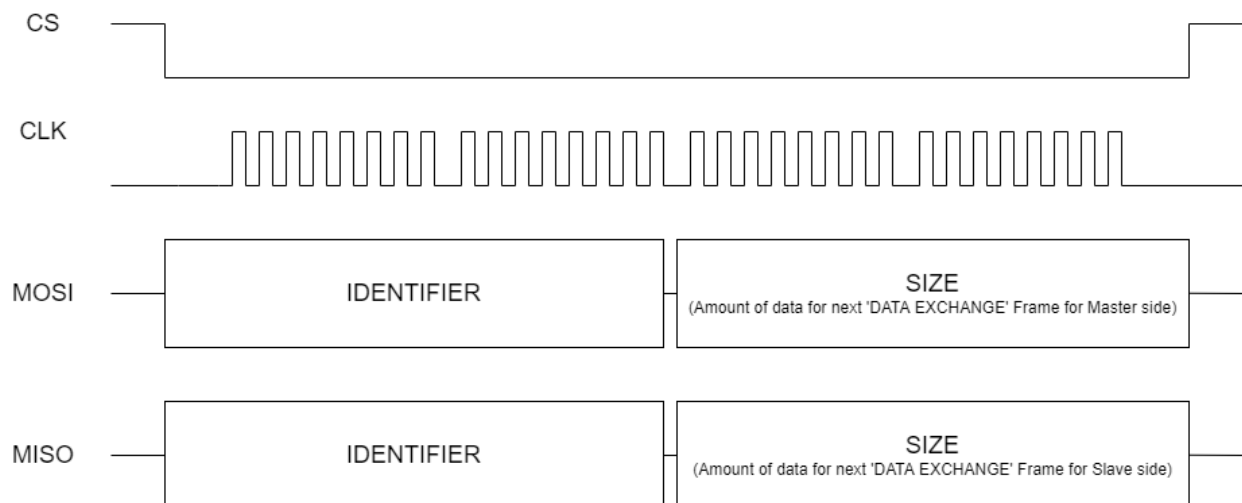 CS
CLK
MOSI
IDENTIFIER
SIZE
(Amount of data for next 'DATA EXCHANGE' Frame for Master side)
MISO
IDENTIFIER
SIZE
(Amount of data for next 'DATA EXCHANGE' Frame for Slave side)